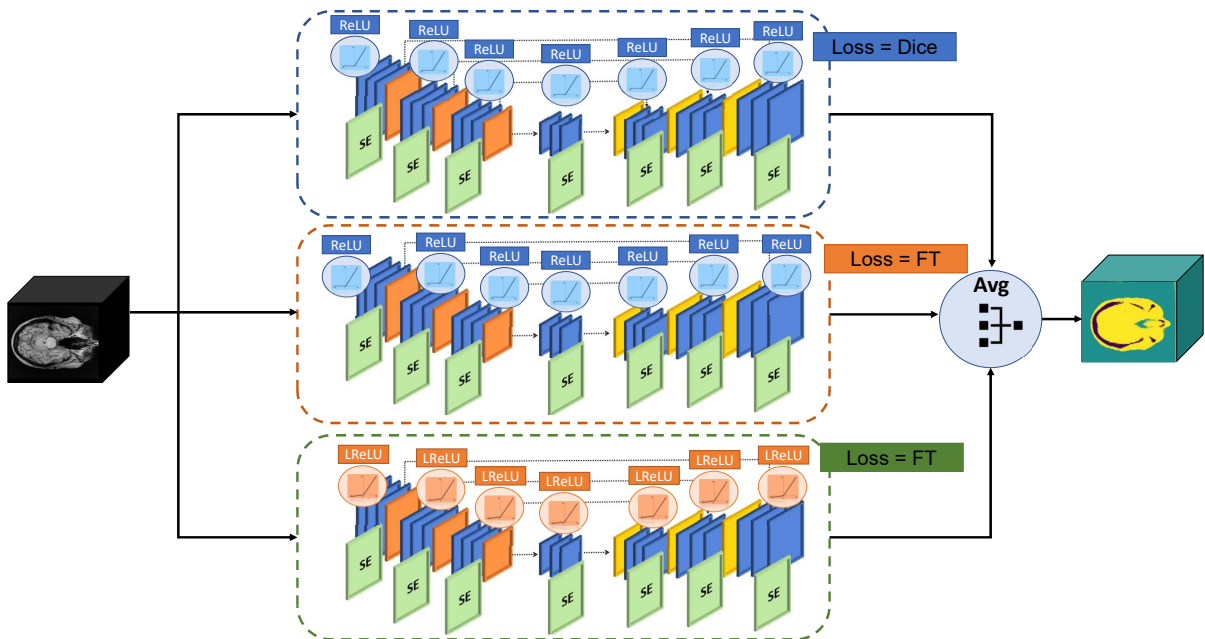 ReLU
ReLU
ReLU
ReLU
ReLU
ReLU
ReLU
Loss = Dice
SE
SE
SE
SE
SE
SE
SE
ReLU
ReLU
ReLU
ReLU
ReLU
ReLU
ReLU
Loss = FT
SE
SE
SE
SE
SE
SE
SE
Avg
LReLU
LReLU
LReLU
LReLU
LReLU
LReLU
LReLU
Loss = FT
SE
SE
SE
SE
SE
SE
SE